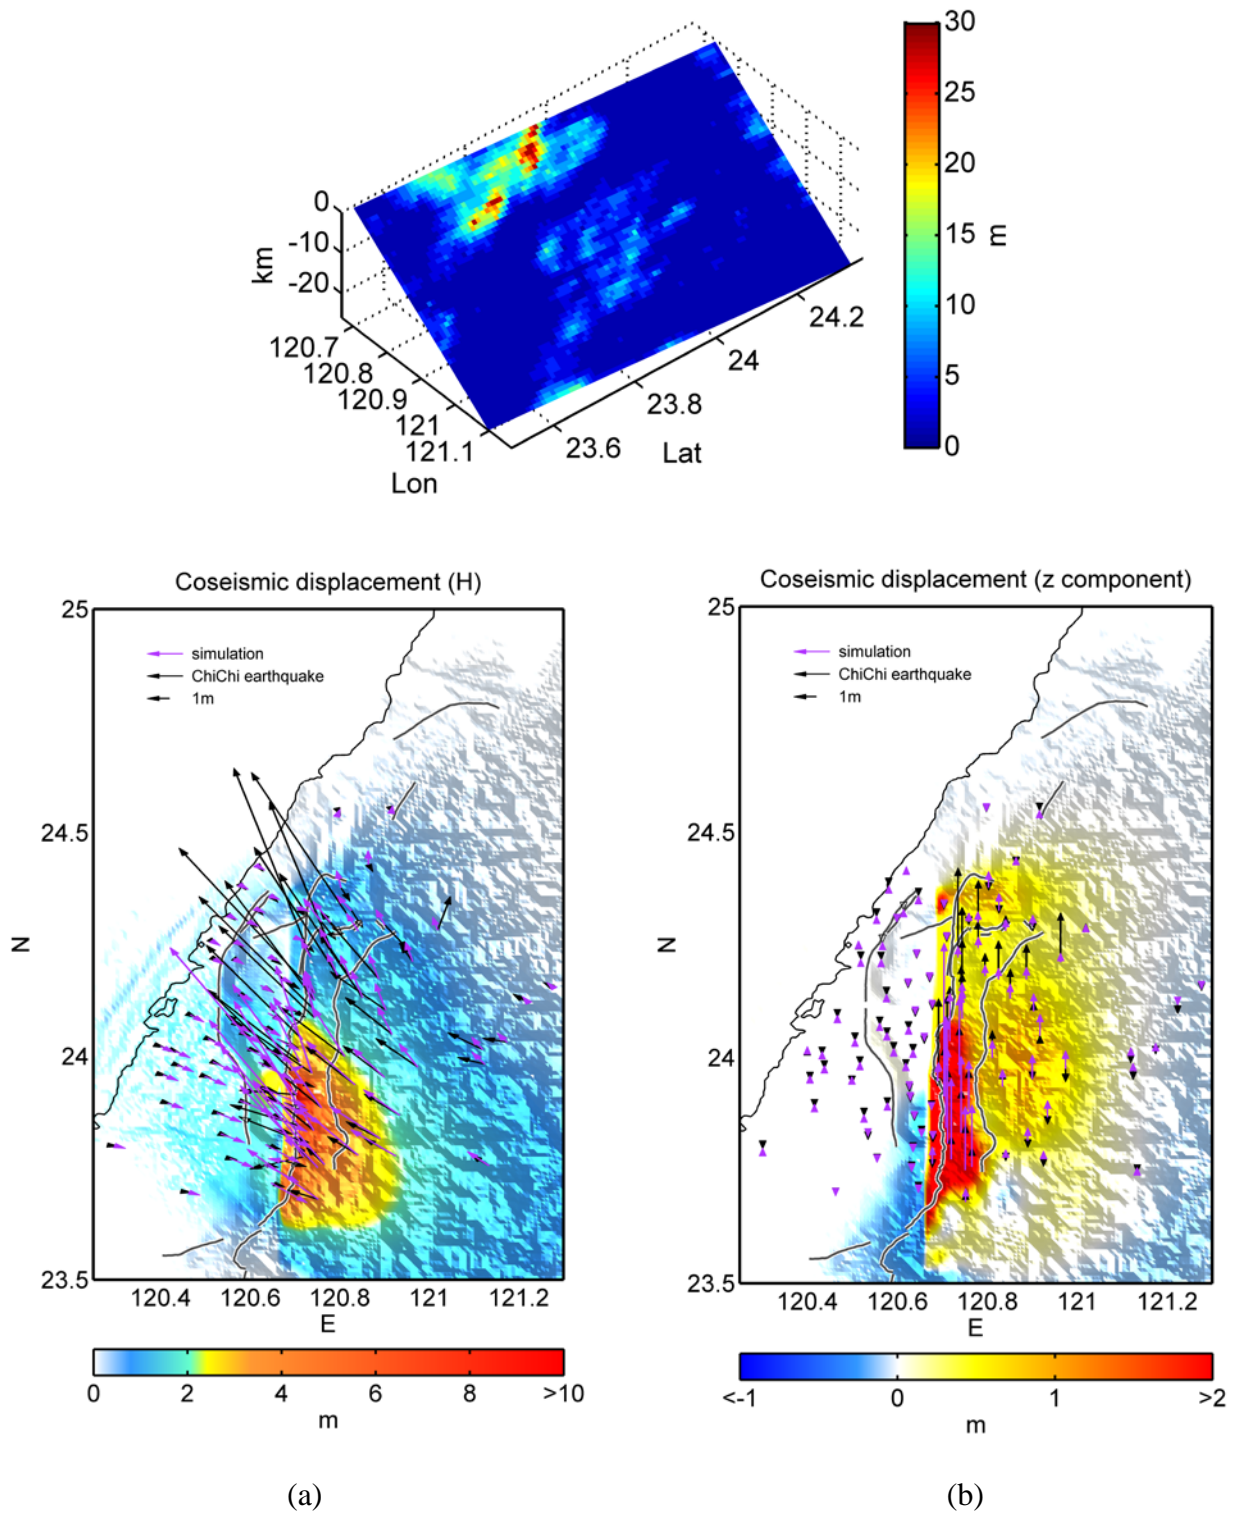 30
25
20
15
10
5
0
m
0
-10
-20
km
120.7
120.8
120.9
121
121.1
Lon
23.6
23.8
24
24.2
Lat
Coseismic displacement (H)
25
24.5
24
23.5
N
simulation
ChiChi earthquake
1m
120.4 120.6 120.8 121 121.2
E
0 2 4 6 8 >10
m
(a)
Coseismic displacement (z component)
25
24.5
24
23.5
N
simulation
ChiChi earthquake
1m
120.4 120.6 120.8 121 121.2
E
<-1 0 1 >2
m
(b)